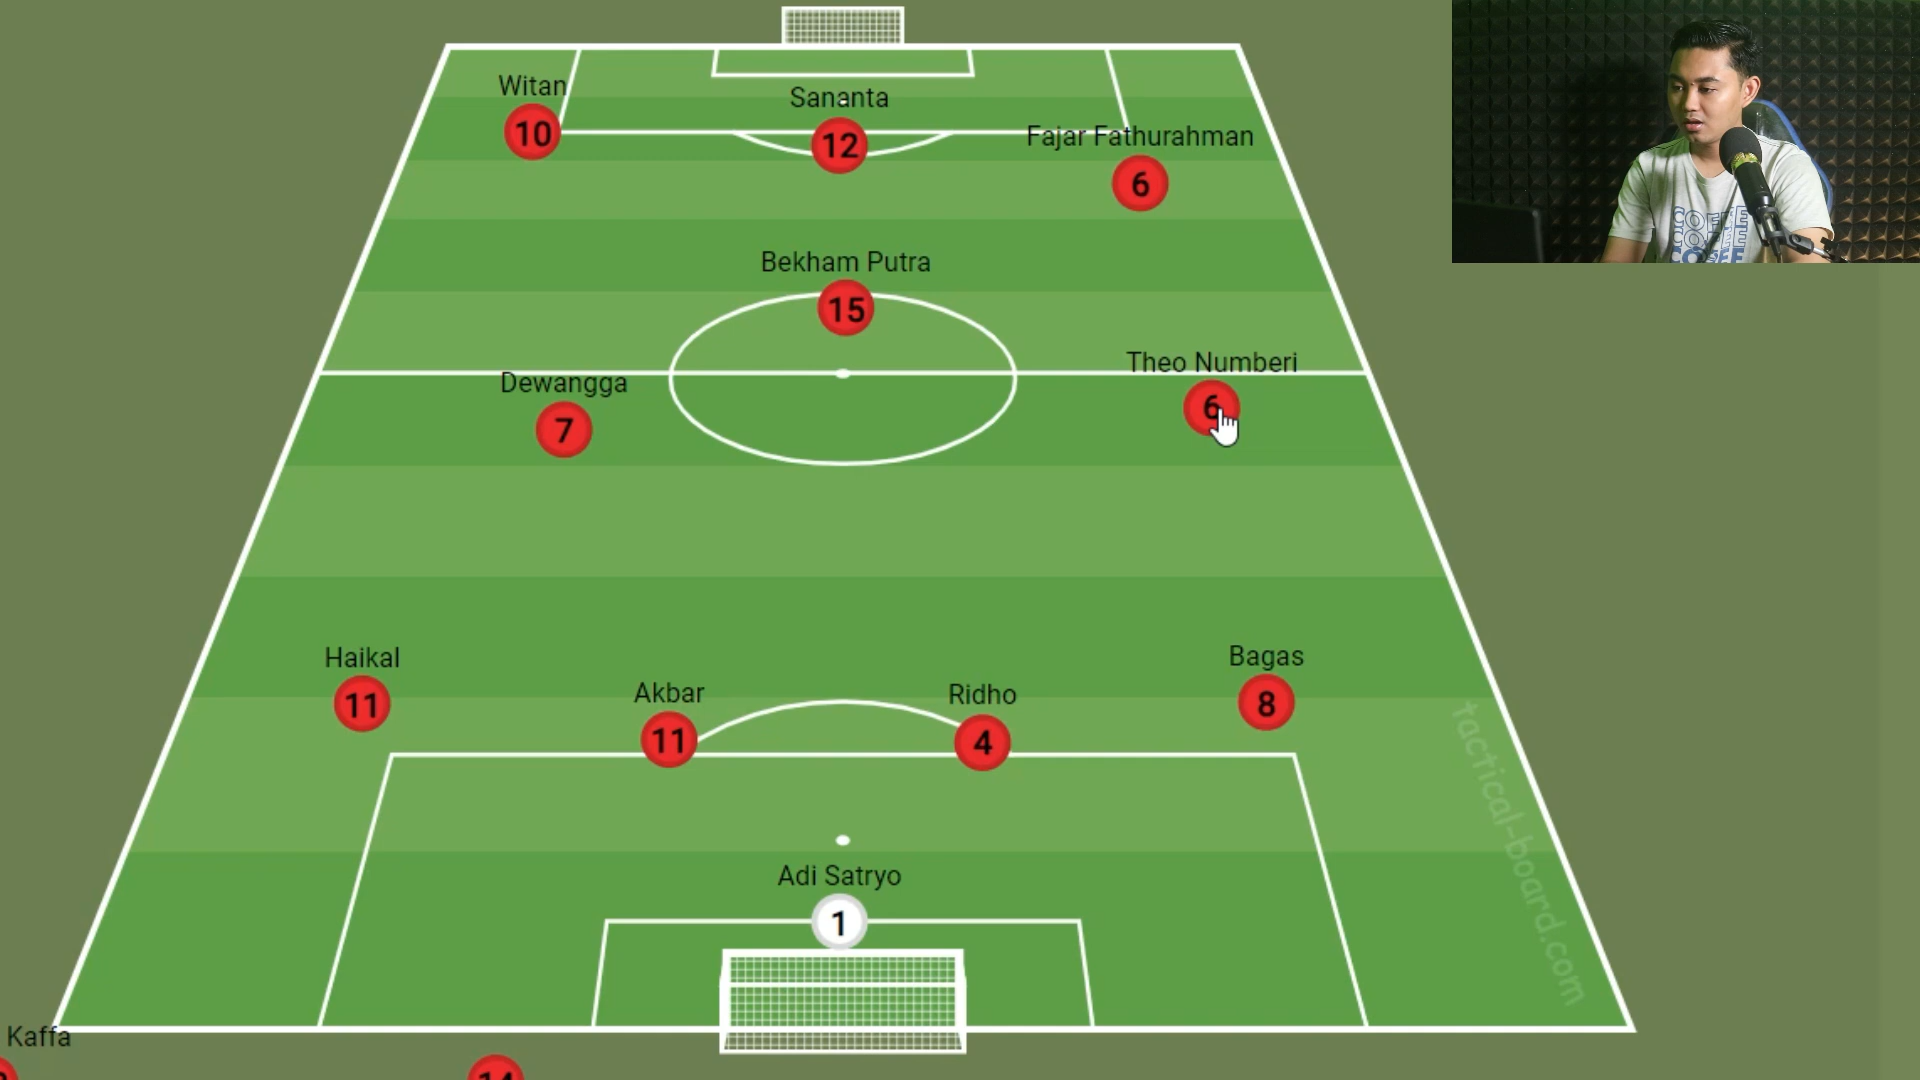 Witan
10
Sananta
12
Fajar Fathurahman
6
Bekham Putra
15
Theo Numberi
6
Dewangga
7
Haikal
11
Akbar
11
Ridho
4
Bagas
8
Adi Satryo
1
Kaffa
14
tactical-board.com